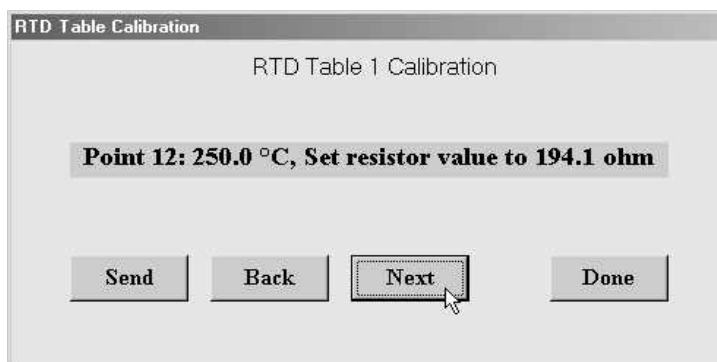 RTD Table Calibration
RTD Table 1 Calibration
Point 12: 250.0 °C, Set resistor value to 194.1 ohm
Send Back Next Done